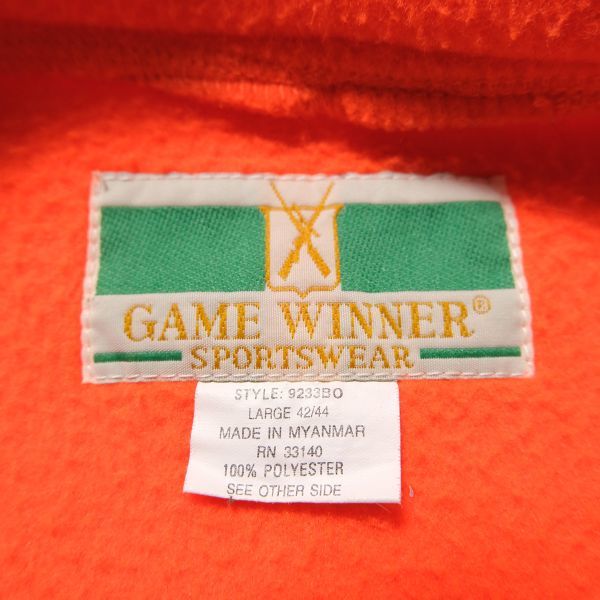 GAME WINNER®
SPORTSWEAR
STYLE: 9233BO
LARGE 42/44
MADE IN MYANMAR
RN 33140
100% POLYESTER
SEE OTHER SIDE